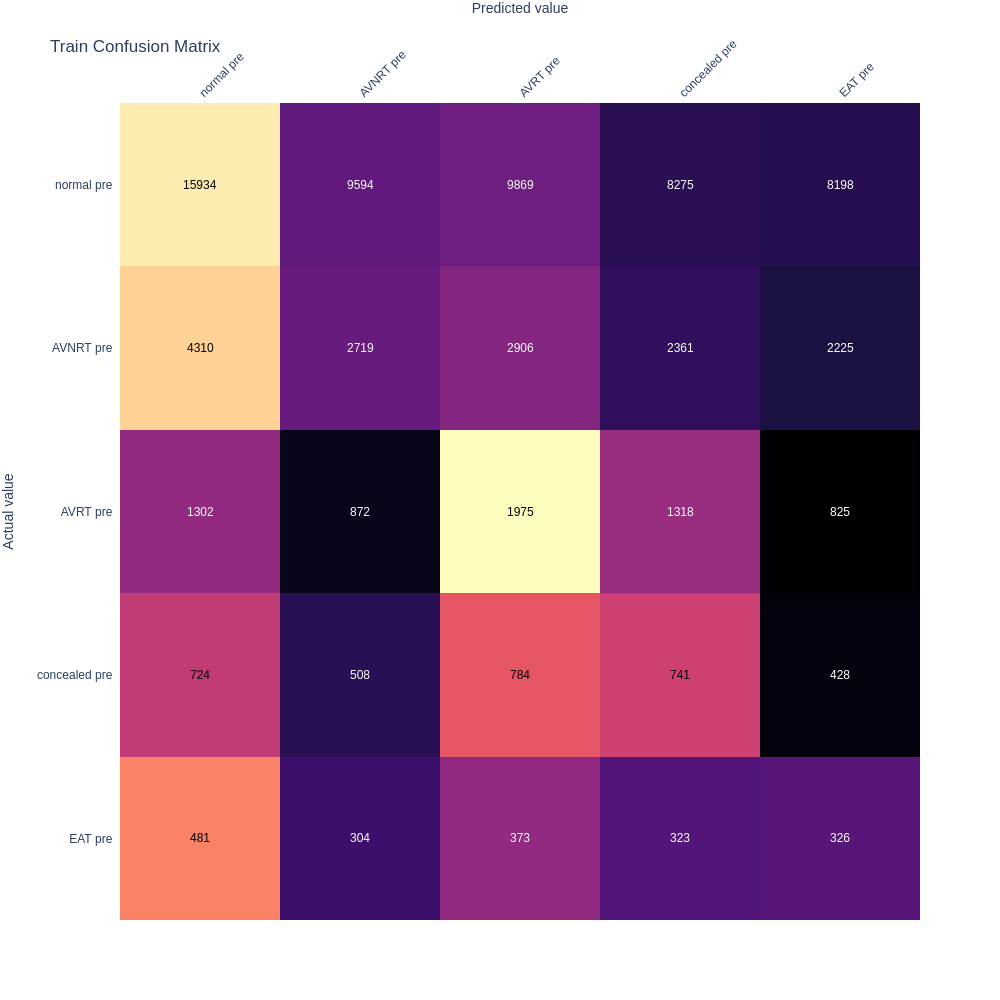 Predicted value
Train Confusion Matrix
normal pre
AVNRT pre
AVRT pre
concealed pre
EAT pre
normal pre 15934 9594 9869 8275 8198
AVNRT pre 4310 2719 2906 2361 2225
AVRT pre 1302 872 1975 1318 825
concealed pre 724 508 784 741 428
EAT pre 481 304 373 323 326
Actual value